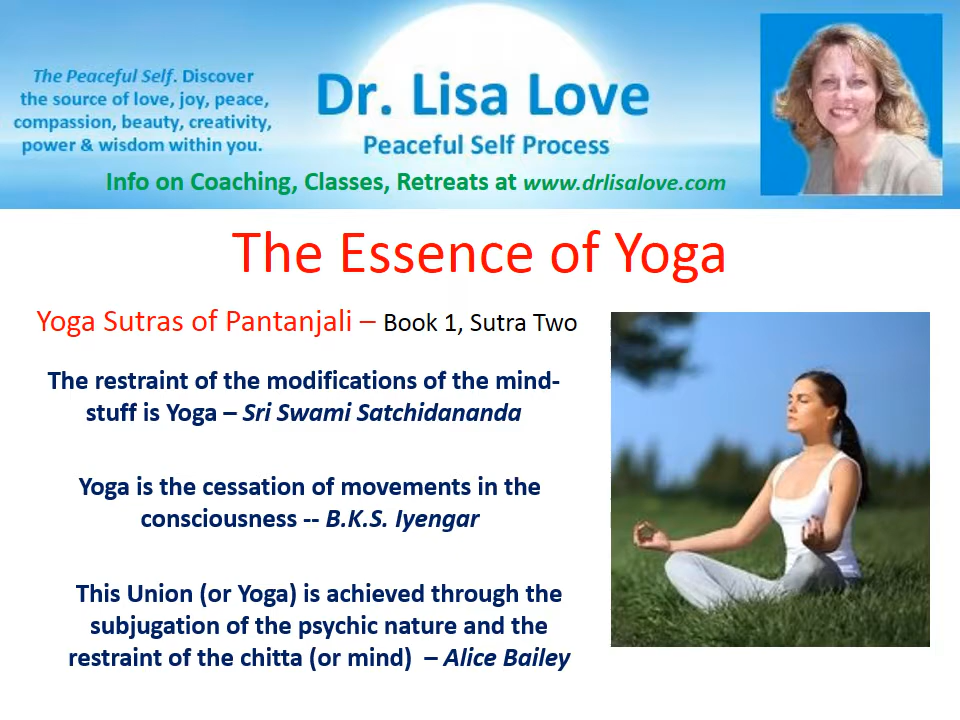 The Peaceful Self. Discover
the source of love, joy, peace,
compassion, beauty, creativity,
power & wisdom within you.
Dr. Lisa Love
Peaceful Self Process
Info on Coaching, Classes, Retreats at www.drlisalove.com
The Essence of Yoga
Yoga Sutras of Pantanjali – Book 1, Sutra Two
The restraint of the modifications of the mind-
stuff is Yoga – Sri Swami Satchidananda
Yoga is the cessation of movements in the
consciousness -- B.K.S. Iyengar
This Union (or Yoga) is achieved through the
subjugation of the psychic nature and the
restraint of the chitta (or mind) – Alice Bailey